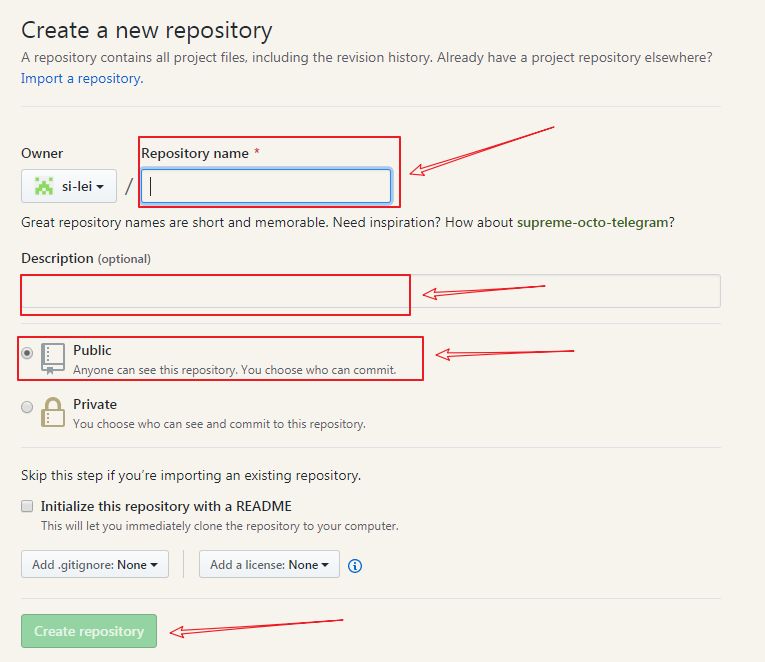 Create a new repository
A repository contains all project files, including the revision history. Already have a project repository elsewhere?
Import a repository.
Owner
Repository name *
si-lei
/
Great repository names are short and memorable. Need inspiration? How about supreme-octo-telegram?
Description (optional)
Public
Anyone can see this repository. You choose who can commit.
Private
You choose who can see and commit to this repository.
Skip this step if you’re importing an existing repository.
Initialize this repository with a README
This will let you immediately clone the repository to your computer.
Add .gitignore: None
Add a license: None
Create repository